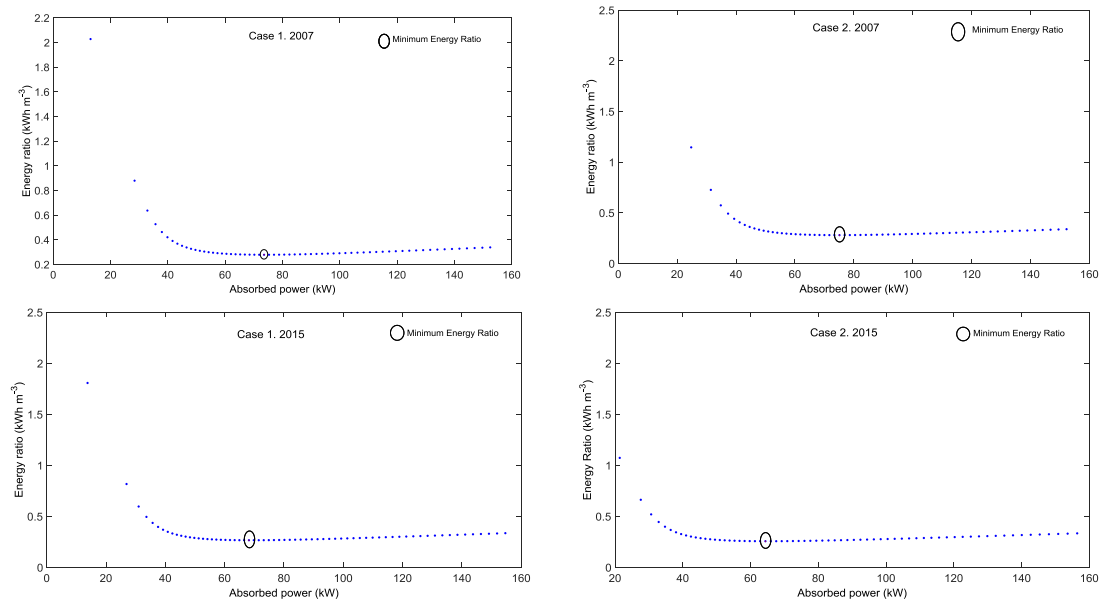 Case 1. 2007
Minimum Energy Ratio
Energy ratio (kWh m-3)
2.2
2
1.8
1.6
1.4
1.2
1
0.8
0.6
0.4
0.2
0 20 40 60 80 100 120 140 160
Absorbed power (kW)
Case 2. 2007
Minimum Energy Ratio
Energy ratio (kWh m-3)
2.5
2
1.5
1
0.5
0
0 20 40 60 80 100 120 140 160
Absorbed power (kW)
Case 1. 2015
Minimum Energy Ratio
Energy ratio (kWh m-3)
2.5
2
1.5
1
0.5
0
0 20 40 60 80 100 120 140 160
Absorbed power (kW)
Case 2. 2015
Minimum Energy Ratio
Energy Ratio (kWh m-3)
2.5
2
1.5
1
0.5
0
20 40 60 80 100 120 140 160
Absorbed power (kW)